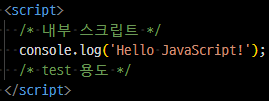 <script>
/* 내부 스크립트 */
console.log('Hello JavaScript!');
/* test 용도 */
</script>